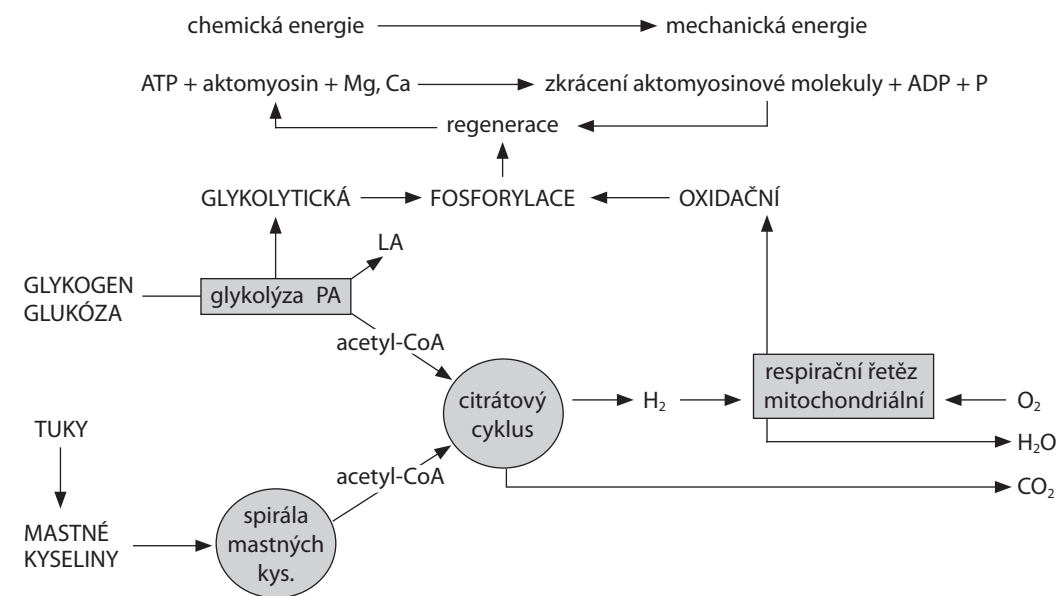 chemická energie mechanická energie
ATP + aktomyosin + Mg, Ca zkrácení aktomyosinové molekuly + ADP + P
regenerace
GLYKOLYTICKÁ FOSFORYLACE OXIDAČNÍ
LA
GLYKOGEN
GLUKÓZA
glykolýza PA
acetyl-CoA
citrátový
cyklus
H₂
respirační řetěz
mitochondriální
O₂
H₂O
CO₂
TUKY
acetyl-CoA
MASTNÉ
KYSELINY
spirála
mastných
kys.